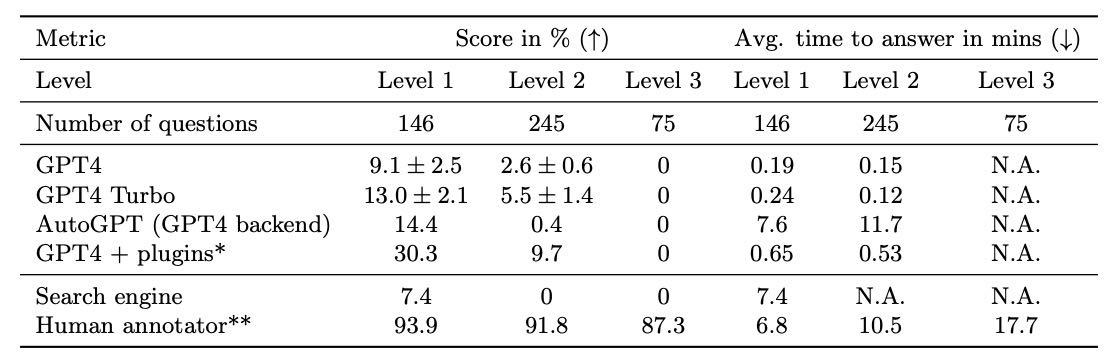 Metric Score in % (↑) Avg. time to answer in mins (↓)
Level Level 1 Level 2 Level 3 Level 1 Level 2 Level 3
Number of questions 146 245 75 146 245 75
GPT4 9.1 ± 2.5 2.6 ± 0.6 0 0.19 0.15 N.A.
GPT4 Turbo 13.0 ± 2.1 5.5 ± 1.4 0 0.24 0.12 N.A.
AutoGPT (GPT4 backend) 14.4 0.4 0 7.6 11.7 N.A.
GPT4 + plugins* 30.3 9.7 0 0.65 0.53 N.A.
Search engine 7.4 0 0 7.4 N.A. N.A.
Human annotator** 93.9 91.8 87.3 6.8 10.5 17.7